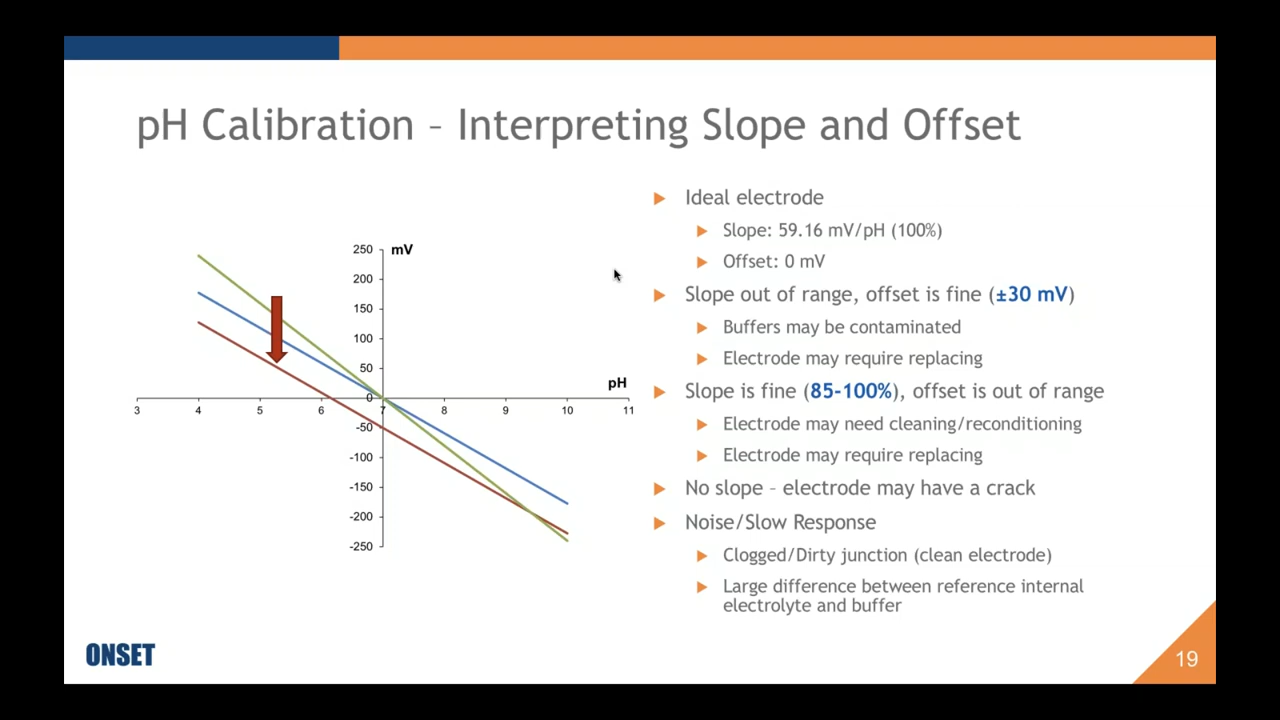 pH Calibration – Interpreting Slope and Offset
250
mV
200
150
100
50
0
-50
-100
-150
-200
-250
pH
3
4
5
6
7
8
9
10
11
Ideal electrode
Slope: 59.16 mV/pH (100%)
Offset: 0 mV
Slope out of range, offset is fine (±30 mV)
Buffers may be contaminated
Electrode may require replacing
Slope is fine (85-100%), offset is out of range
Electrode may need cleaning/reconditioning
Electrode may require replacing
No slope – electrode may have a crack
Noise/Slow Response
Clogged/Dirty junction (clean electrode)
Large difference between reference internal
electrolyte and buffer
ONSET
19